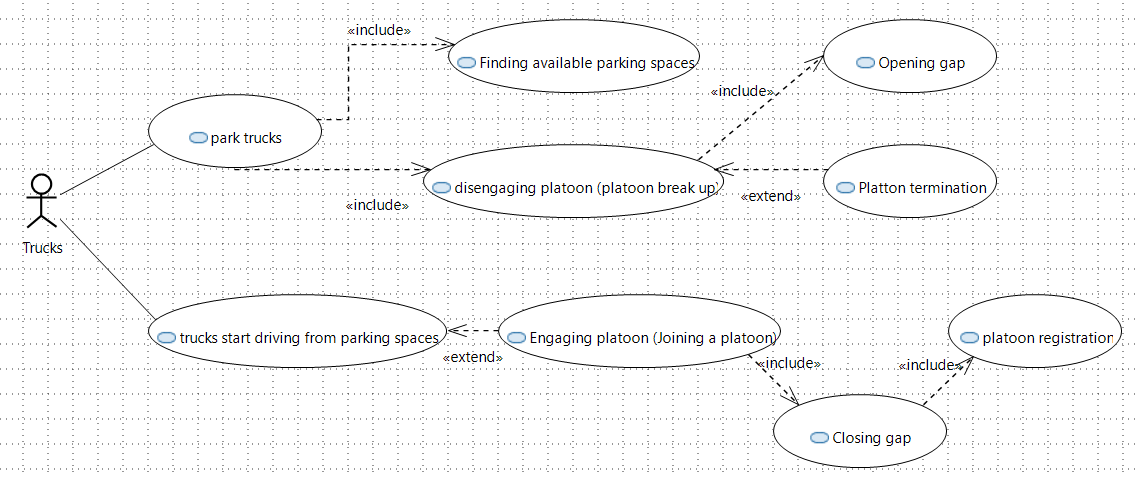 «include»
Finding available parking spaces
Opening gap
«include»
park trucks
disengaging platoon (platoon break up)
Platton termination
«include»
«extend»
Trucks
trucks start driving from parking spaces
Engaging platoon (Joining a platoon)
platoon registration
«extend»
«include»
«include»
Closing gap